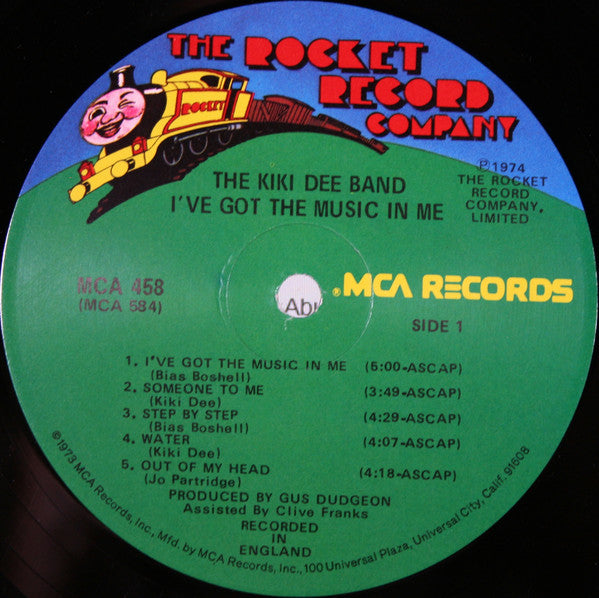 THE ROCKET
RECORD
COMPANY
ROCKET
℗1974
THE ROCKET
RECORD
COMPANY,
LIMITED
THE KIKI DEE BAND
I'VE GOT THE MUSIC IN ME
MCA 458
(MCA 584)
® MCA RECORDS
SIDE 1
1. I'VE GOT THE MUSIC IN ME (5:00-ASCAP)
(Bias Boshell)
2. SOMEONE TO ME (3:49-ASCAP)
(Kiki Dee)
3. STEP BY STEP (4:29-ASCAP)
(Bias Boshell)
4. WATER (4:07-ASCAP)
(Kiki Dee)
5. OUT OF MY HEAD (4:18-ASCAP)
(Jo Partridge)
PRODUCED BY GUS DUDGEON
Assisted By Clive Franks
RECORDED
IN
ENGLAND
©1973 MCA Records, Inc., Mfd. by MCA Records, Inc., 100 Universal Plaza, Universal City, Calif. 91608